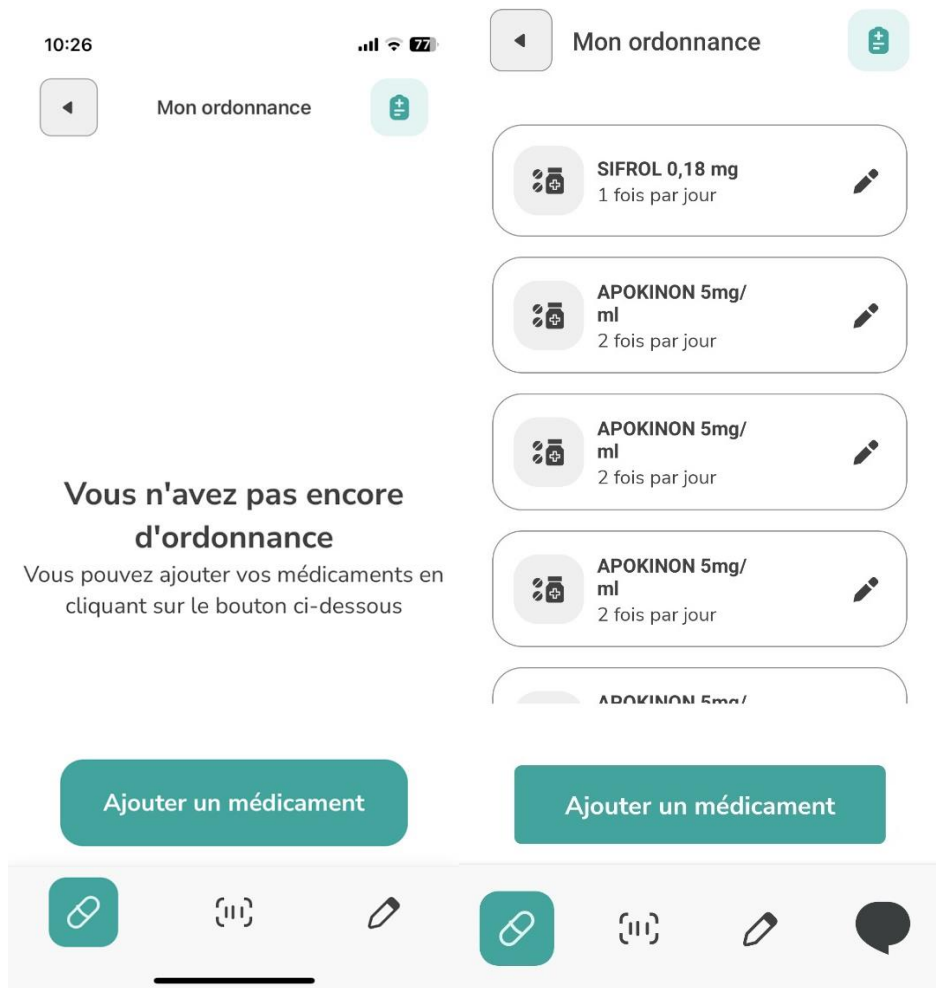 10:26
77
Mon ordonnance
Vous n'avez pas encore
d'ordonnance
Vous pouvez ajouter vos médicaments en
cliquant sur le bouton ci-dessous
Ajouter un médicament
Mon ordonnance
SIFROL 0,18 mg
1 fois par jour
APOKINON 5mg/
ml
2 fois par jour
APOKINON 5mg/
ml
2 fois par jour
APOKINON 5mg/
ml
2 fois par jour
APOKINON 5mg/
Ajouter un médicament